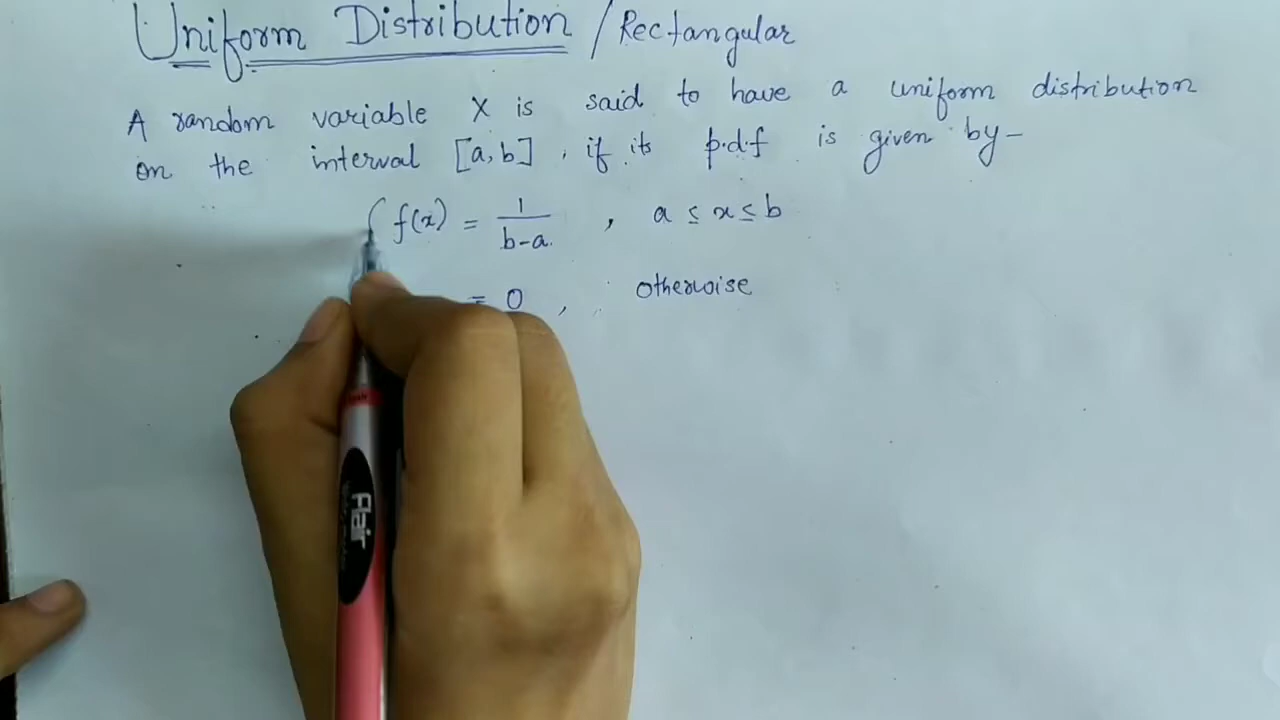 Uniform Distribution / Rectangular
A random variable X is said to have a uniform distribution
on the interval [a, b], if its p.d.f is given by-
f(x) = 1/(b-a) , a ≤ x ≤ b
= 0 , otherwise
Flair